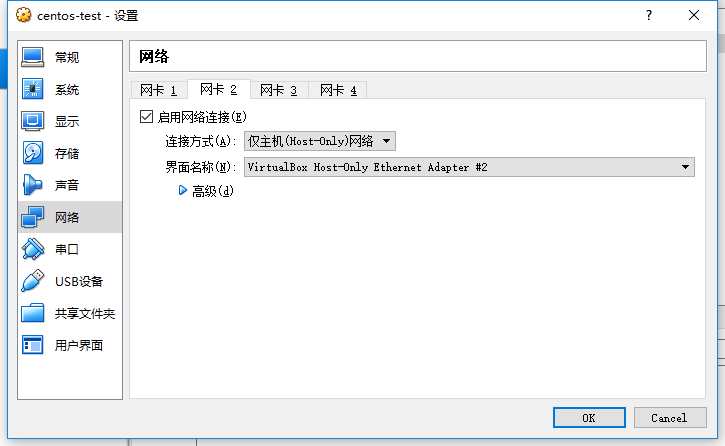 centos-test - 设置
?
常规
系统
显示
存储
声音
网络
串口
USB设备
共享文件夹
用户界面
网络
网卡 1 网卡 2 网卡 3 网卡 4
启用网络连接(E)
连接方式(A): 仅主机(Host-Only)网络
界面名称(N): VirtualBox Host-Only Ethernet Adapter #2
高级(d)
OK Cancel